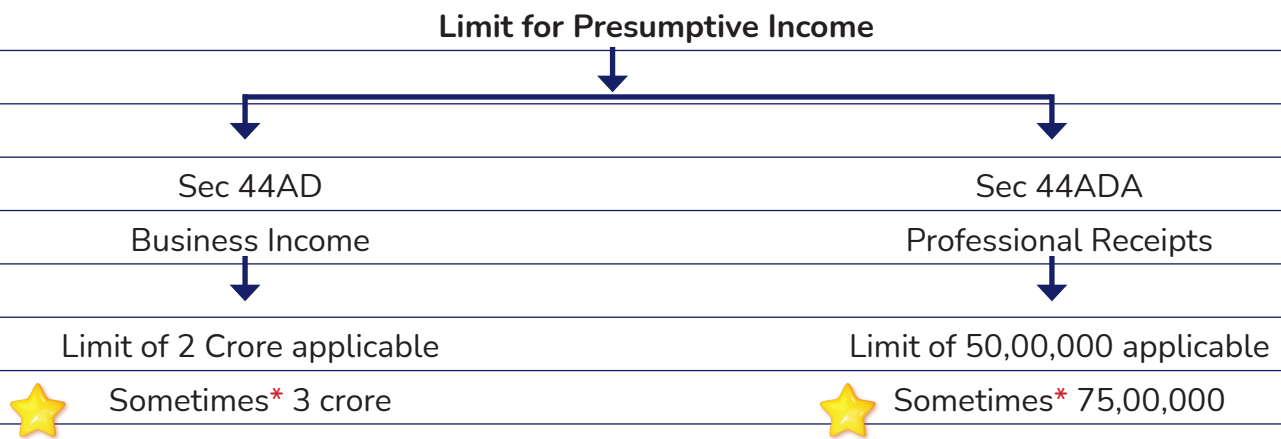 Limit for Presumptive Income
Sec 44AD
Business Income
Limit of 2 Crore applicable
Sometimes* 3 crore
Sec 44ADA
Professional Receipts
Limit of 50,00,000 applicable
Sometimes* 75,00,000